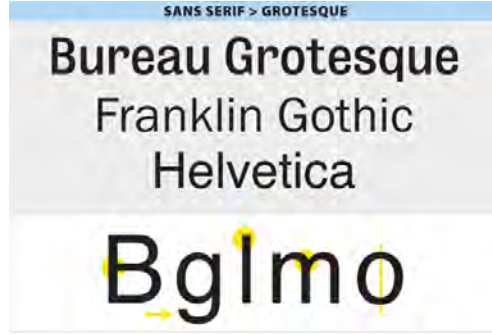 SANS SERIF > GROTESQUE
Bureau Grotesque
Franklin Gothic
Helvetica
Bglmo